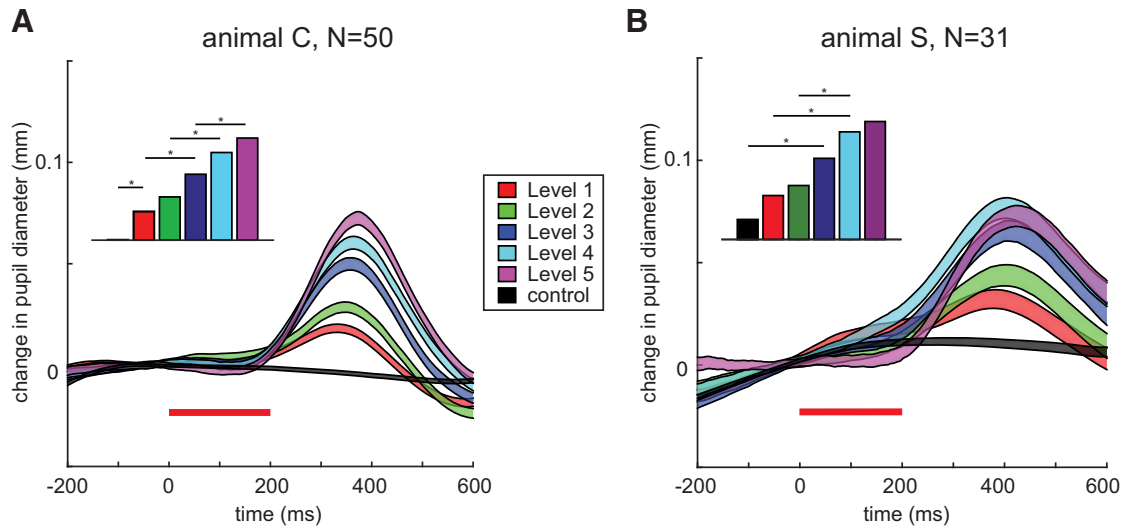 A
animal C, N=50
change in pupil diameter (mm)
0.1
0
* * * *
-200 0 200 400 600
time (ms)
Level 1
Level 2
Level 3
Level 4
Level 5
control
B
animal S, N=31
change in pupil diameter (mm)
0.1
0
* * *
-200 0 200 400 600
time (ms)